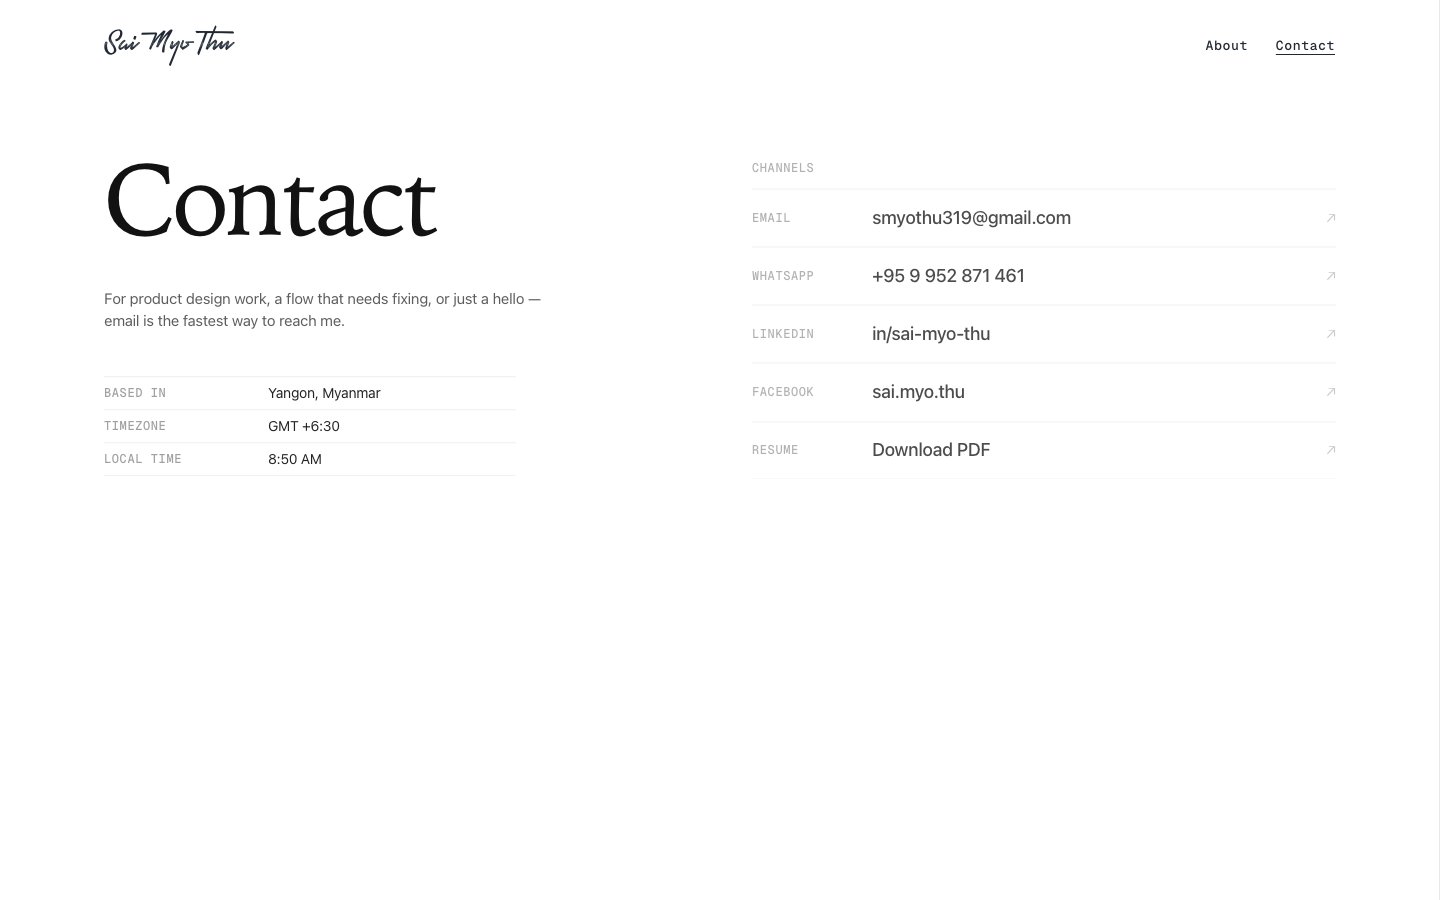 Sai Myo Thu
About
Contact
Contact
For product design work, a flow that needs fixing, or just a hello —
email is the fastest way to reach me.
BASED IN Yangon, Myanmar
TIMEZONE GMT +6:30
LOCAL TIME 8:50 AM
CHANNELS
EMAIL smyothu319@gmail.com
WHATSAPP +95 9 952 871 461
LINKEDIN in/sai-myo-thu
FACEBOOK sai.myo.thu
RESUME Download PDF